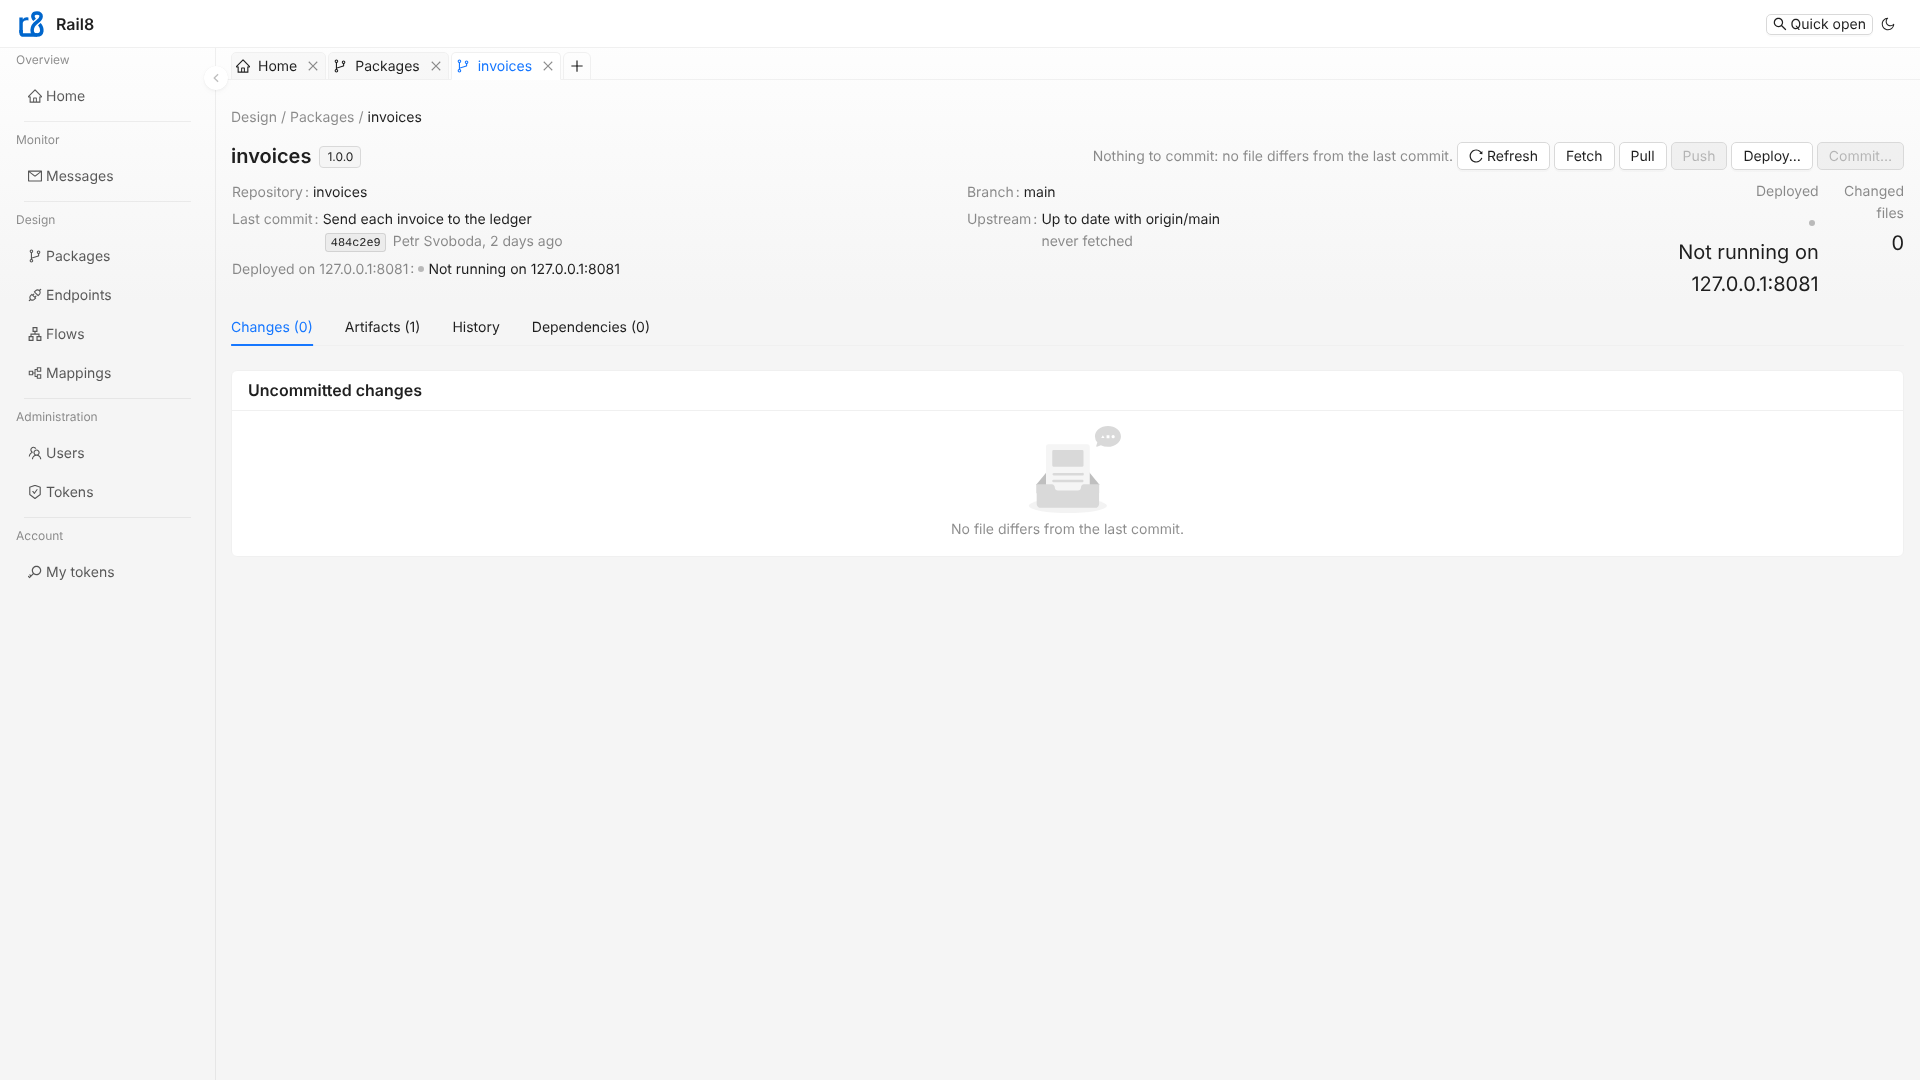 Rail8
Quick open
Overview
Home
Monitor
Messages
Design
Packages
Endpoints
Flows
Mappings
Administration
Users
Tokens
Account
My tokens
Home
Packages
invoices
Design / Packages / invoices
invoices 1.0.0
Nothing to commit: no file differs from the last commit. Refresh Fetch Pull Push Deploy... Commit...
Repository: invoices
Last commit: Send each invoice to the ledger
484c2e9 Petr Svoboda, 2 days ago
Deployed on 127.0.0.1:8081: Not running on 127.0.0.1:8081
Branch: main
Upstream: Up to date with origin/main
never fetched
Deployed
Not running on
127.0.0.1:8081
Changed
files
0
Changes (0) Artifacts (1) History Dependencies (0)
Uncommitted changes
No file differs from the last commit.